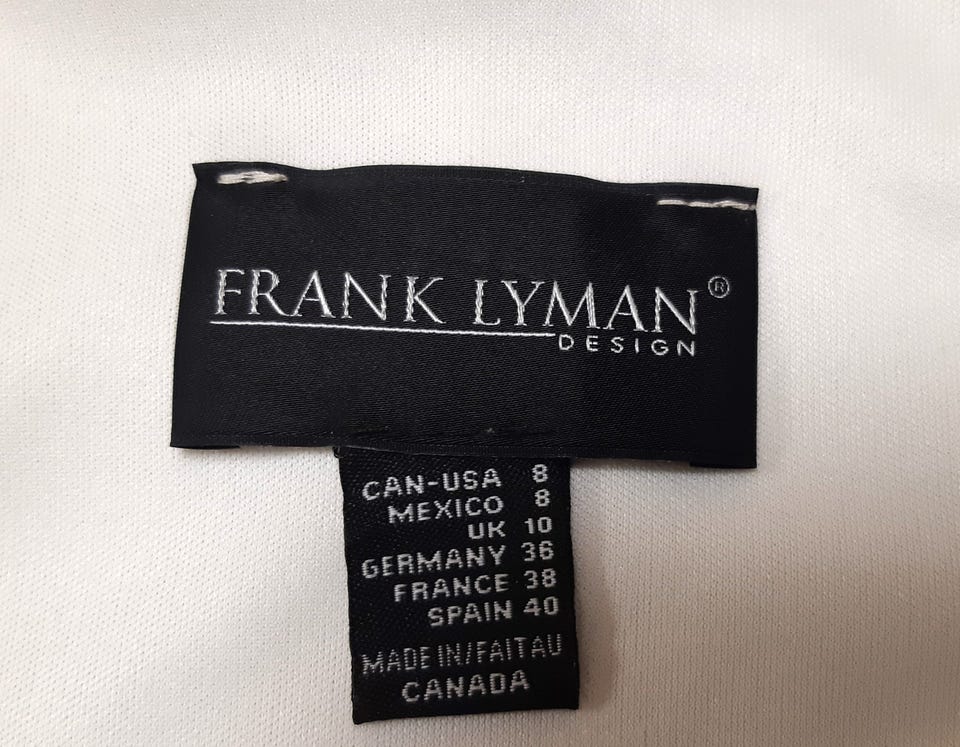 FRANK LYMAN®
DESIGN
CAN-USA 8
MEXICO 8
UK 10
GERMANY 36
FRANCE 38
SPAIN 40
MADE IN/FAIT AU
CANADA